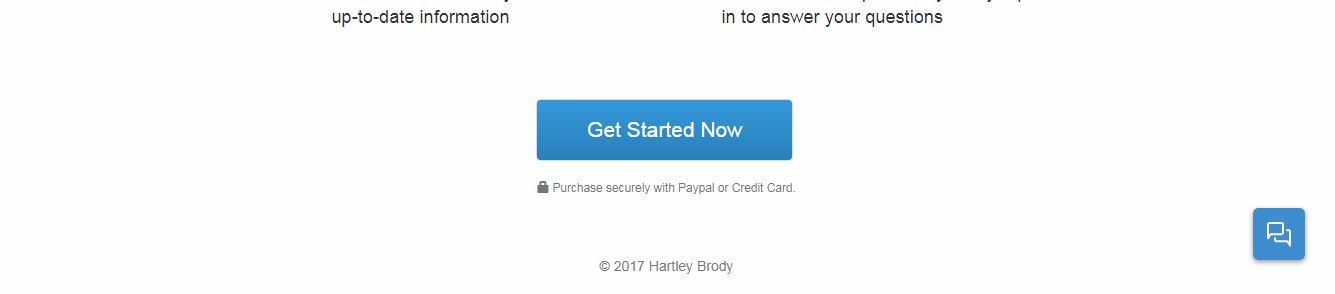 up-to-date information
in to answer your questions
Get Started Now
Purchase securely with Paypal or Credit Card.
© 2017 Hartley Brody